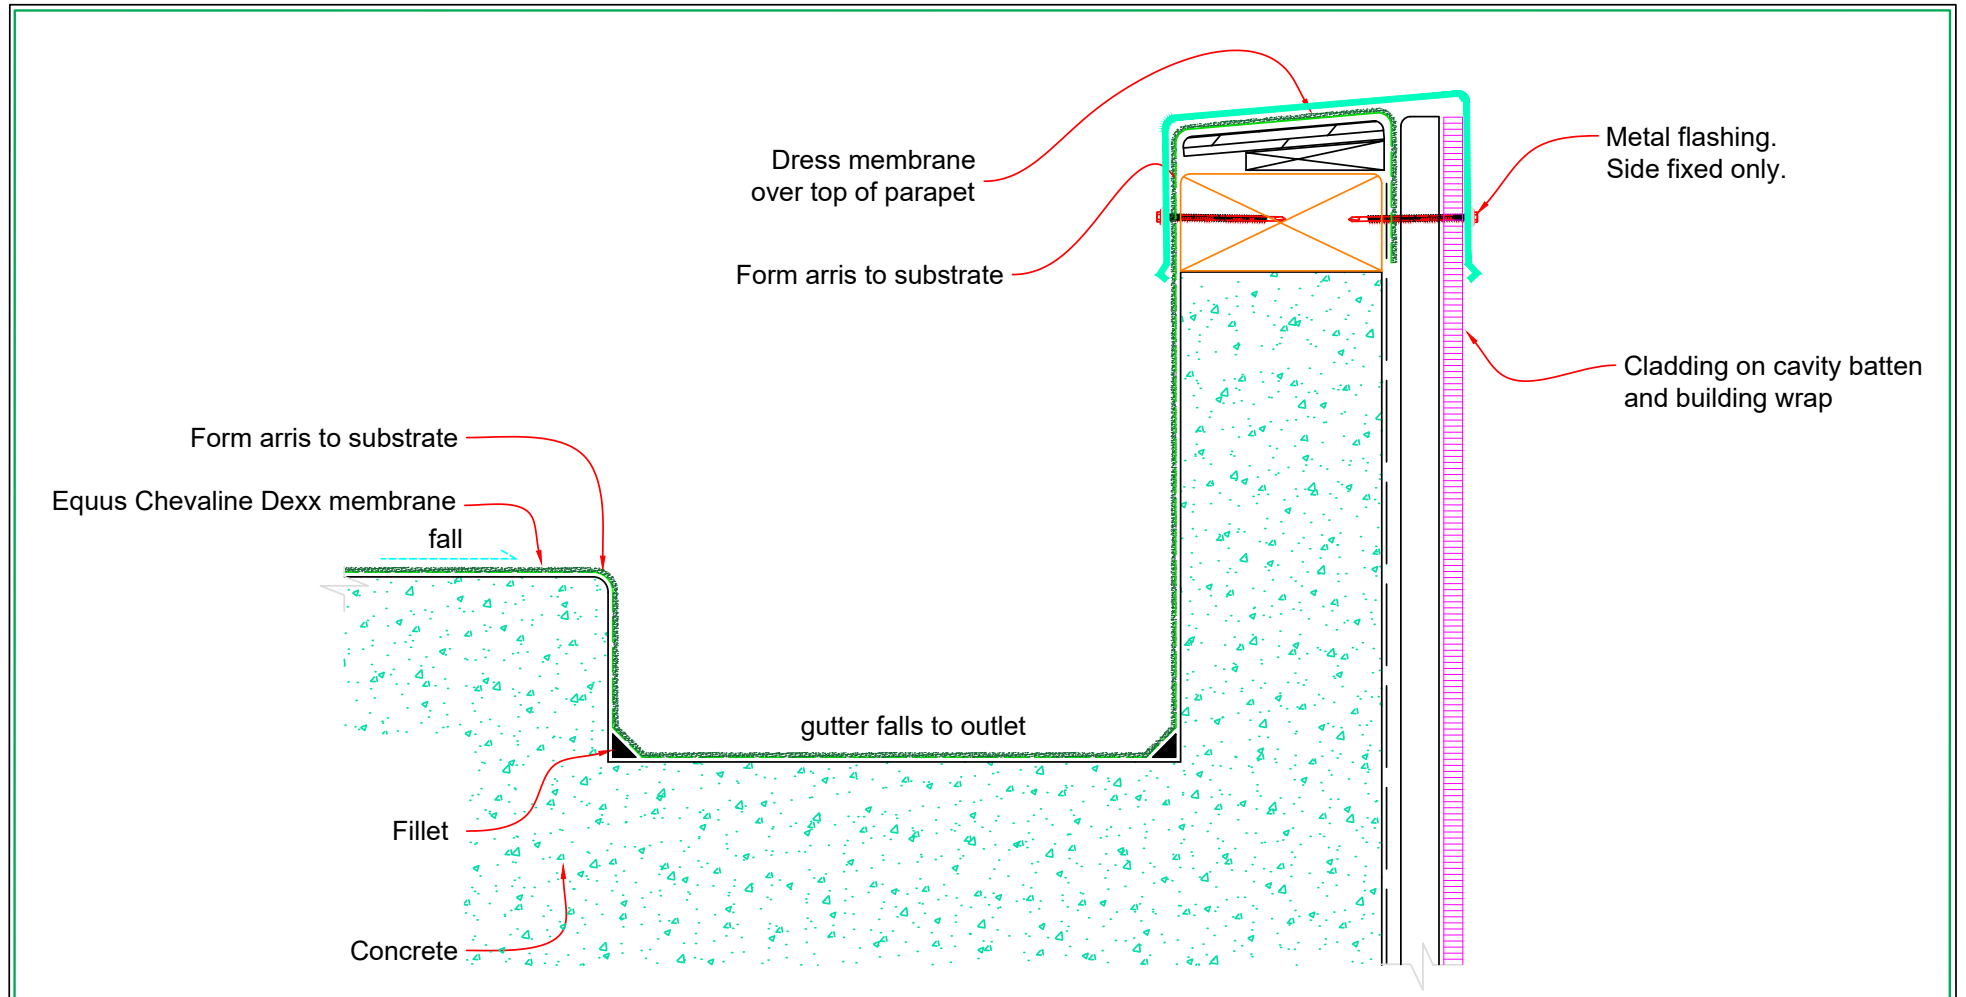 Dress membrane
over top of parapet
Metal flashing.
Side fixed only.
Form arris to substrate
Cladding on cavity batten
and building wrap
Form arris to substrate
Equus Chevaline Dexx membrane
fall
gutter falls to outlet
Fillet
Concrete